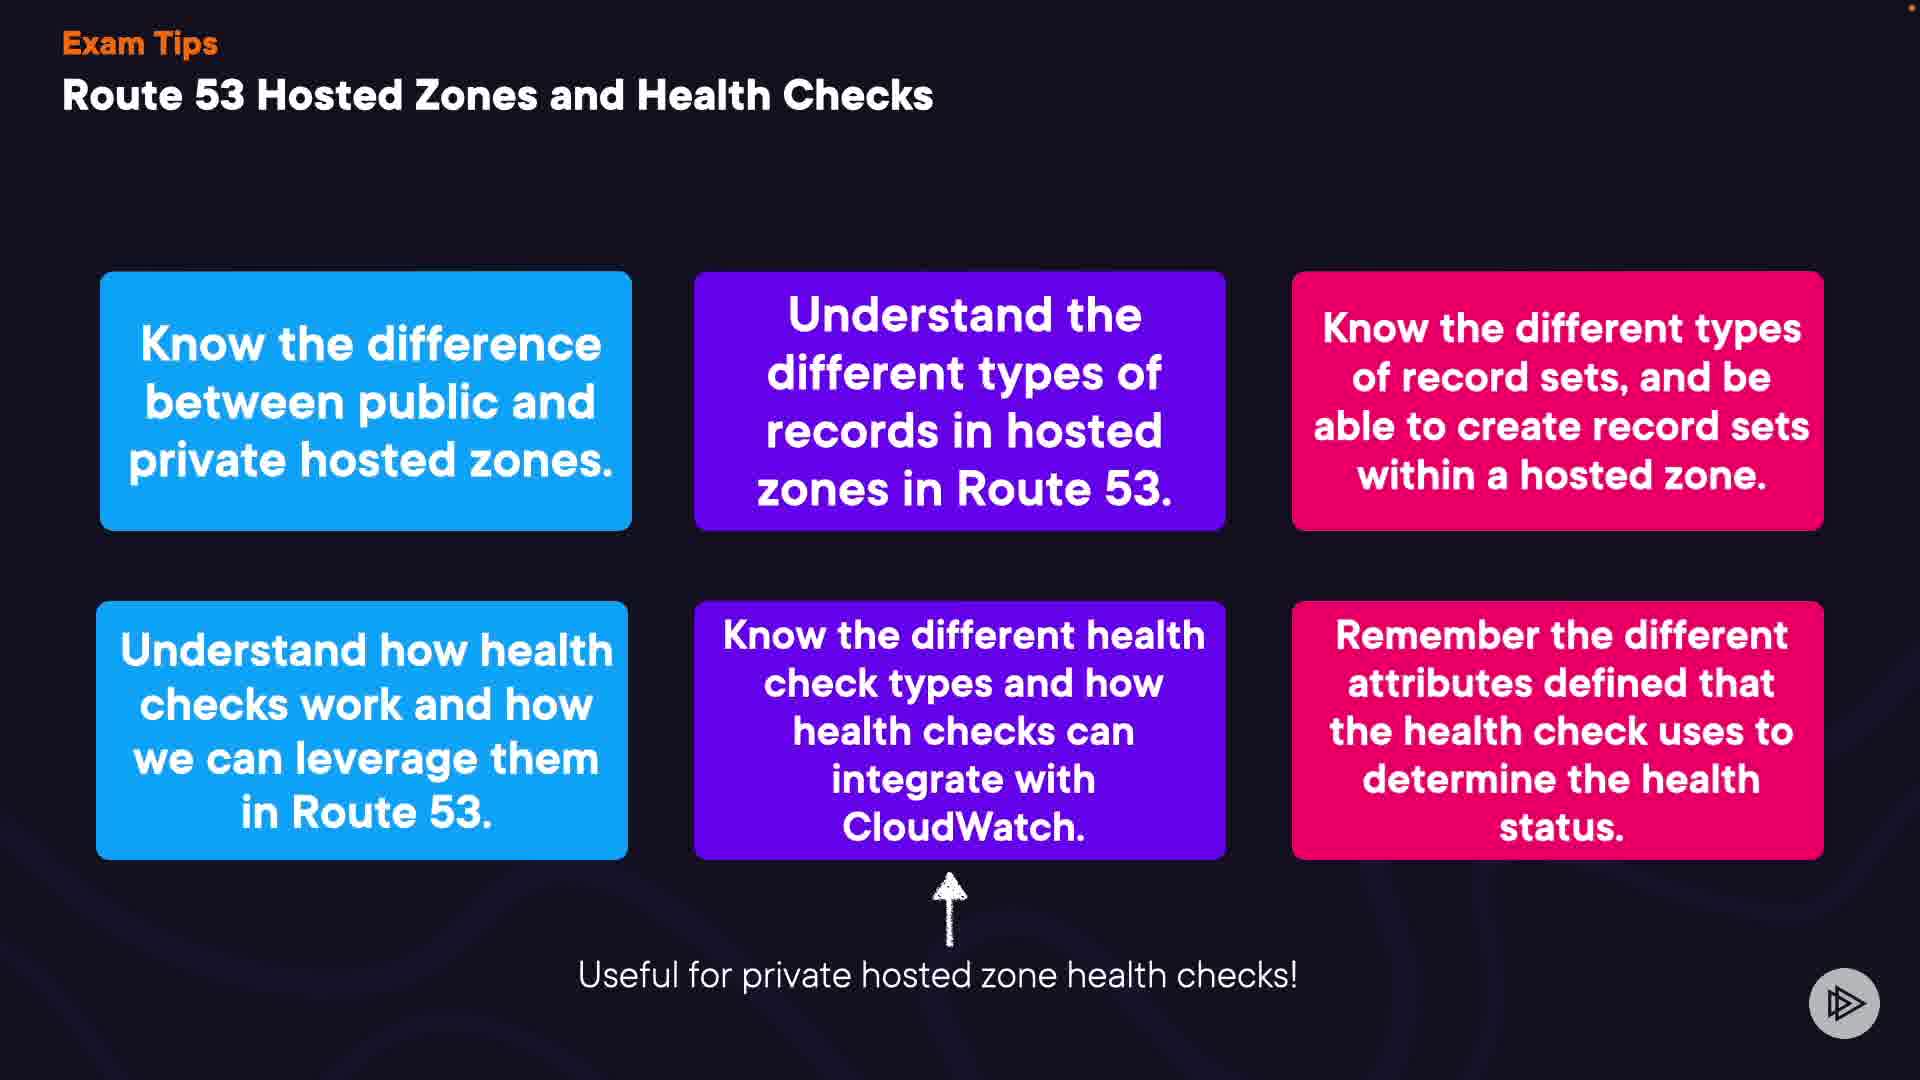 Exam Tips
Route 53 Hosted Zones and Health Checks
Know the difference
between public and
private hosted zones.
Understand the
different types of
records in hosted
zones in Route 53.
Know the different types
of record sets, and be
able to create record sets
within a hosted zone.
Understand how health
checks work and how
we can leverage them
in Route 53.
Know the different health
check types and how
health checks can
integrate with
CloudWatch.
Remember the different
attributes defined that
the health check uses to
determine the health
status.
Useful for private hosted zone health checks!